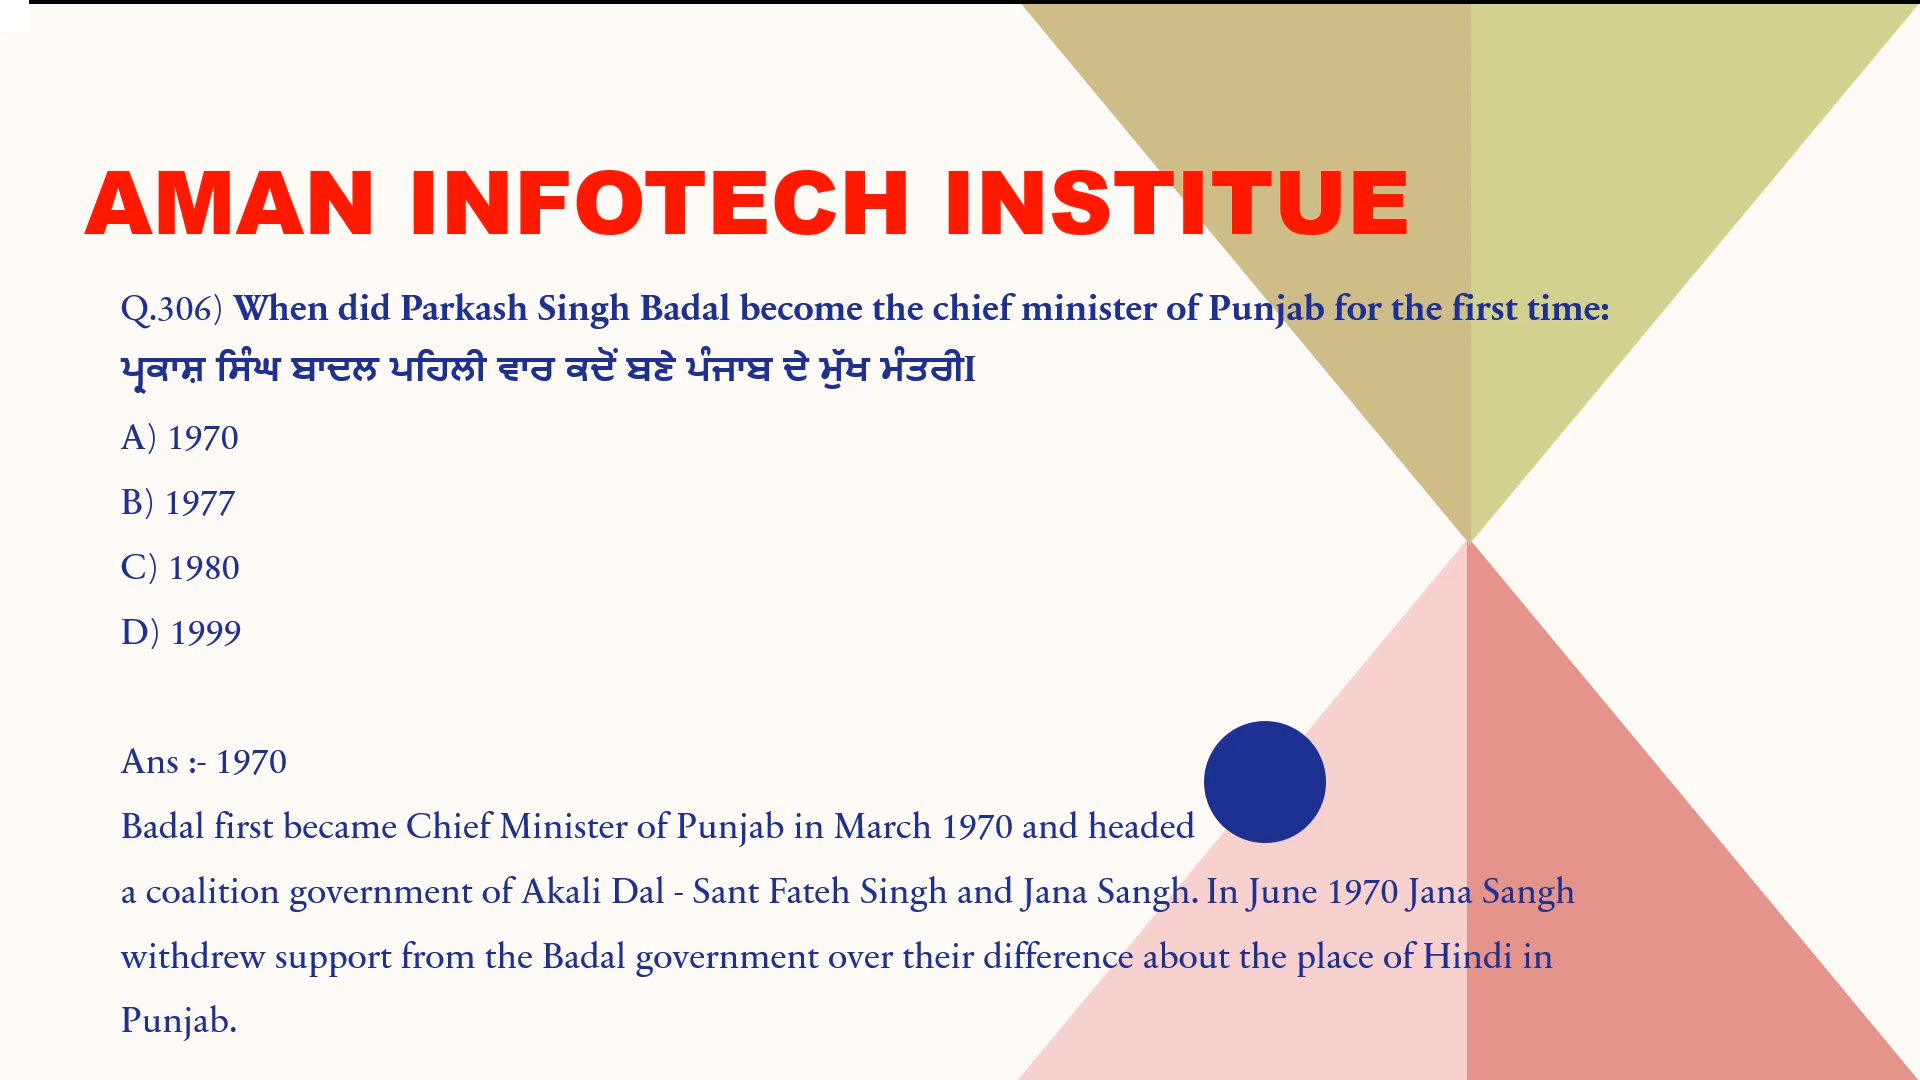 AMAN INFOTECH INSTITUE
Q.306) When did Parkash Singh Badal become the chief minister of Punjab for the first time:
ਪ੍ਰਕਾਸ਼ ਸਿੰਘ ਬਾਦਲ ਪਹਿਲੀ ਵਾਰ ਕਦੋਂ ਬਣੇ ਪੰਜਾਬ ਦੇ ਮੁੱਖ ਮੰਤਰੀI
A) 1970
B) 1977
C) 1980
D) 1999
Ans :- 1970
Badal first became Chief Minister of Punjab in March 1970 and headed
a coalition government of Akali Dal - Sant Fateh Singh and Jana Sangh. In June 1970 Jana Sangh
withdrew support from the Badal government over their difference about the place of Hindi in
Punjab.